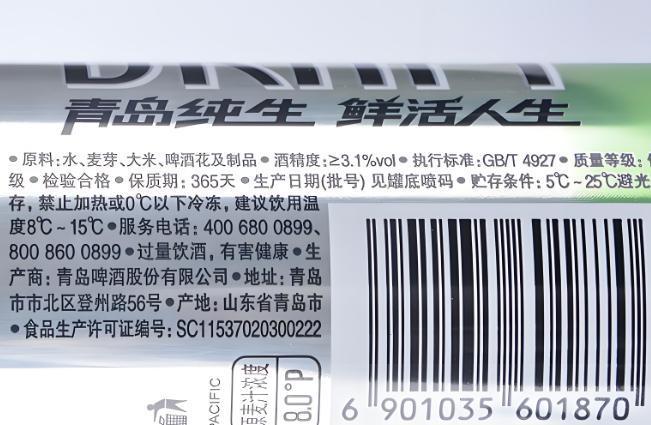 DRAFT
青岛纯生 鲜活人生
●原料:水、麦芽、大米、啤酒花及制品●酒精度:≥3.1%vol●执行标准:GB/T 4927●质量等级:
级●检验合格●保质期:365天●生产日期(批号)见罐底喷码●贮存条件:5℃~25℃避光
存,禁止加热或0℃以下冷冻,建议饮用温
度8℃~15℃●服务电话:400 680 0899、
800 860 0899●过量饮酒,有害健康●生
产商:青岛啤酒股份有限公司●地址:青岛
市市北区登州路56号●产地:山东省青岛市
●食品生产许可证编号:SC11537020300222
PACIFIC
原麦汁浓度
8.0°P
6 901035 601870